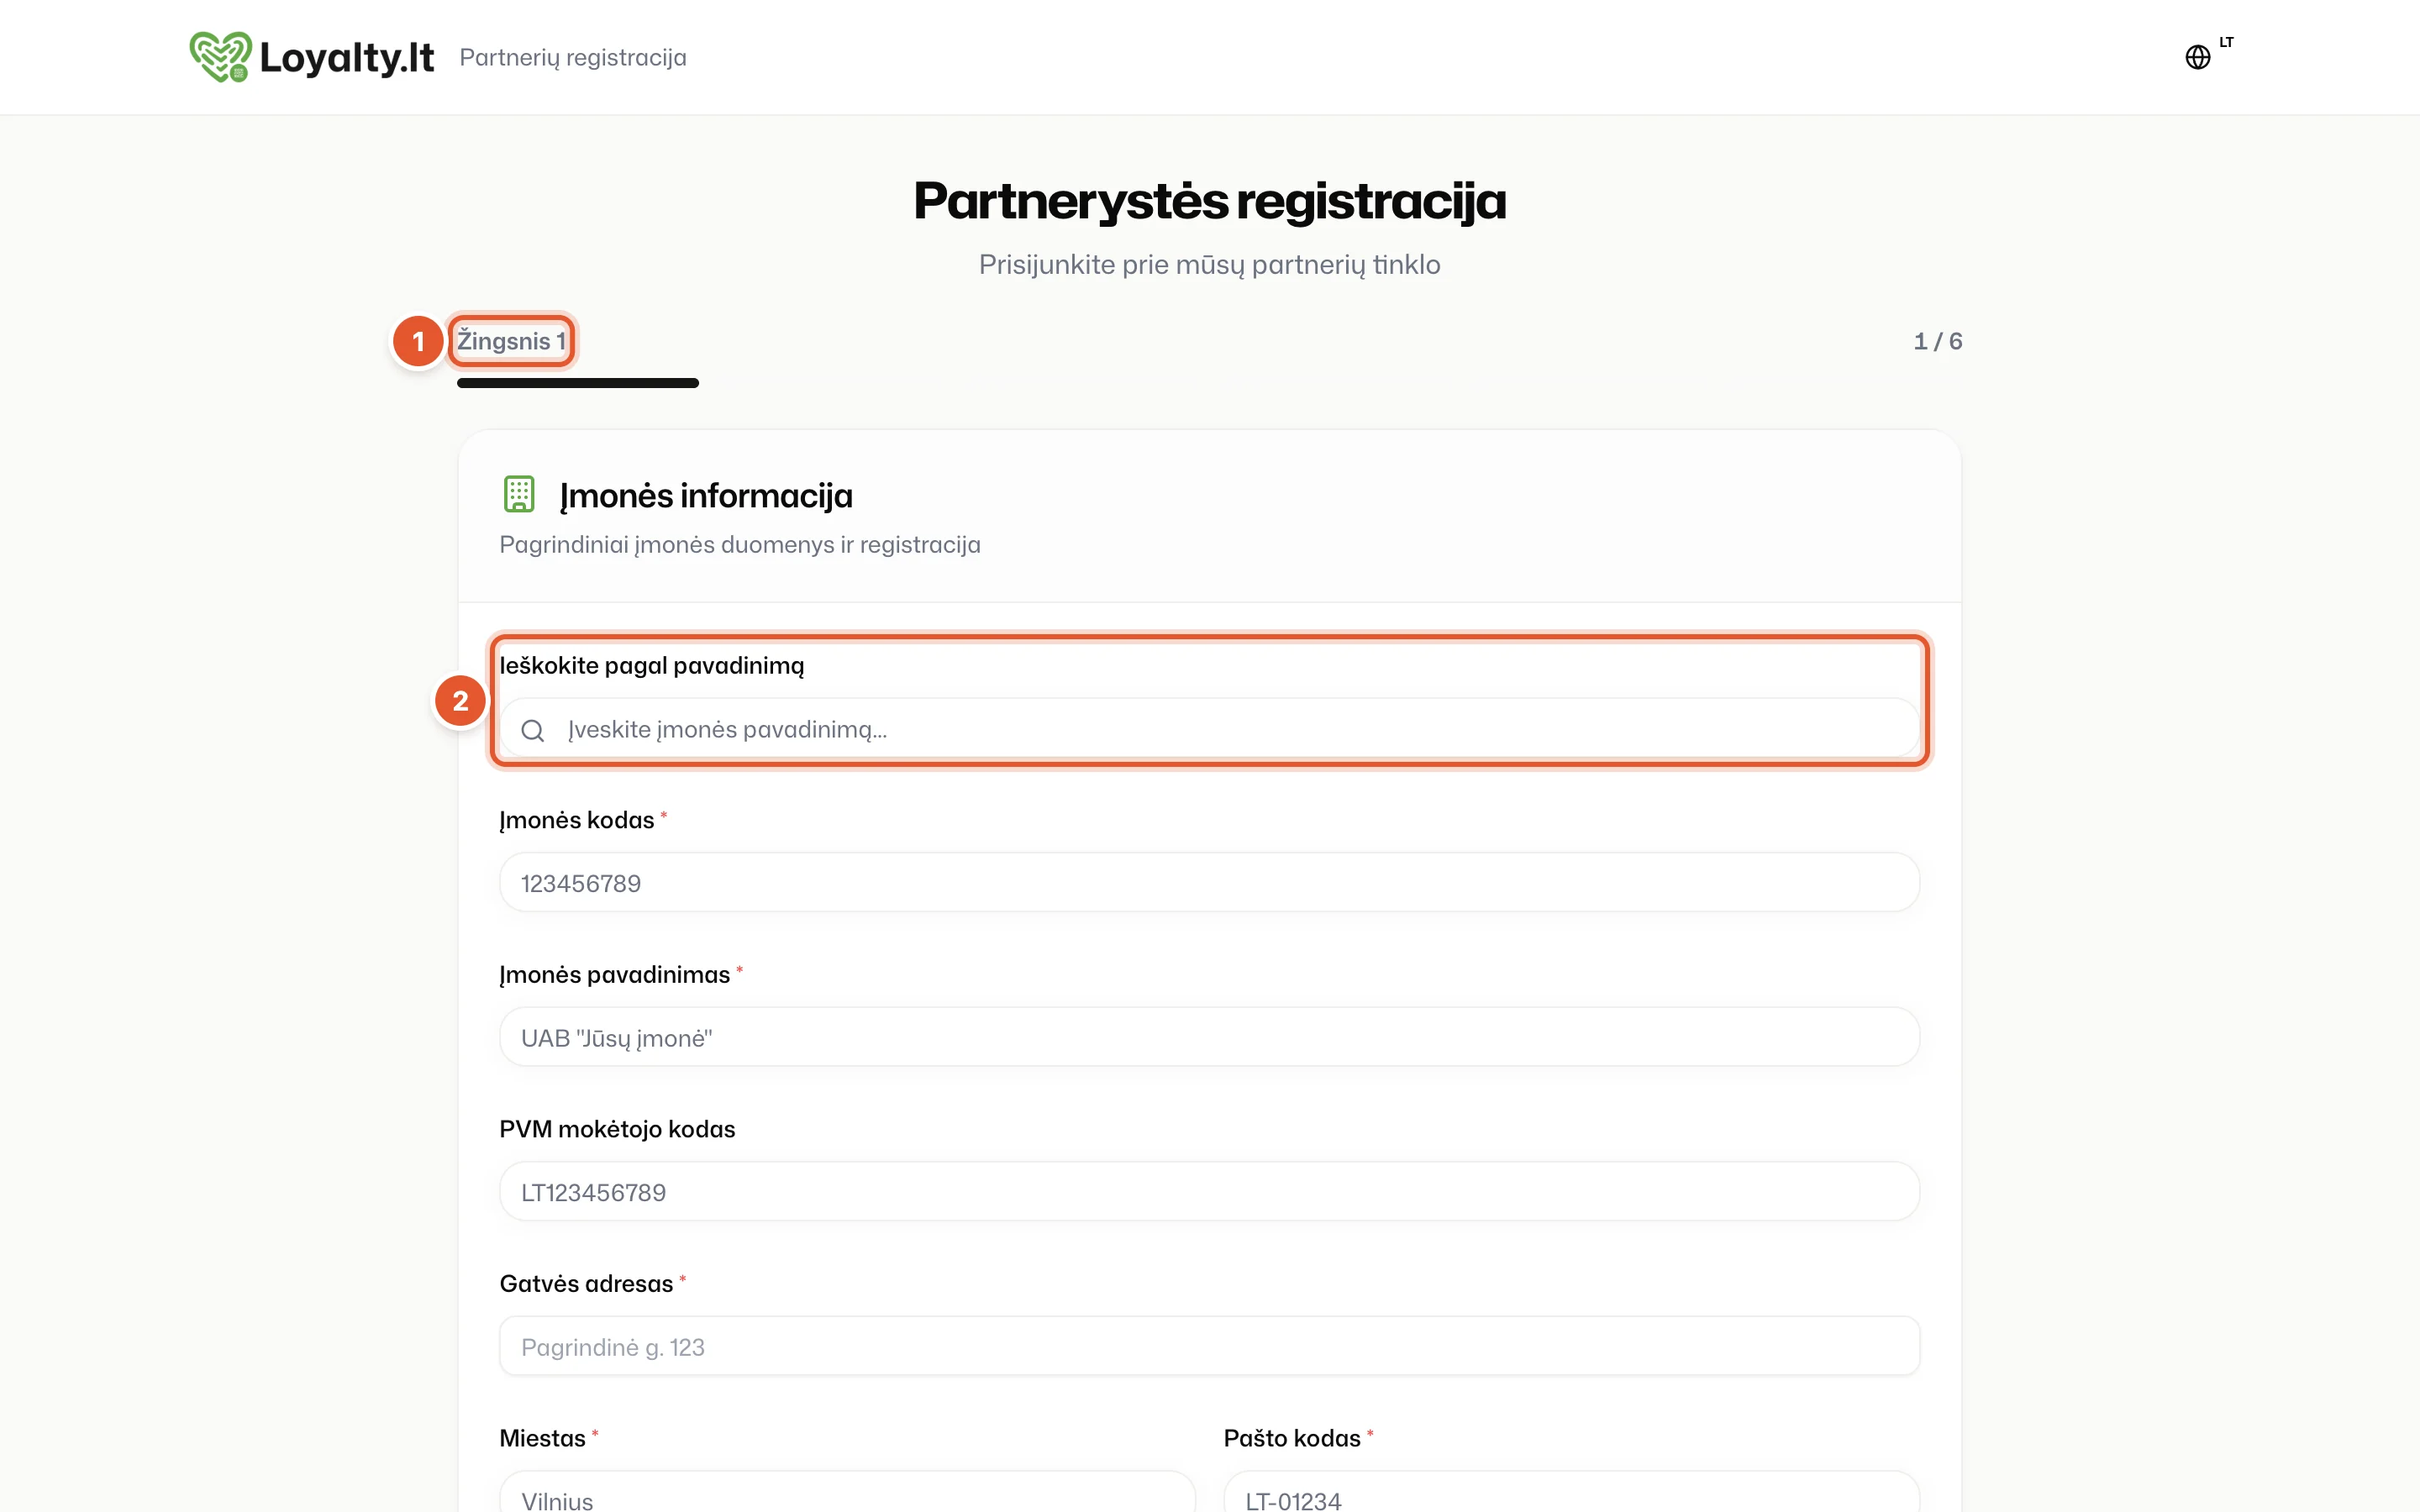 Loyalty.lt Partnerių registracija LT
Partnerystės registracija
Prisijunkite prie mūsų partnerių tinklo
1 Žingsnis 1 1 / 6
Įmonės informacija
Pagrindiniai įmonės duomenys ir registracija
Ieškokite pagal pavadinimą
2
Įveskite įmonės pavadinimą...
Įmonės kodas *
123456789
Įmonės pavadinimas *
UAB "Jūsų įmonė"
PVM mokėtojo kodas
LT123456789
Gatvės adresas *
Pagrindinė g. 123
Miestas * Pašto kodas *
Vilnius LT-01234